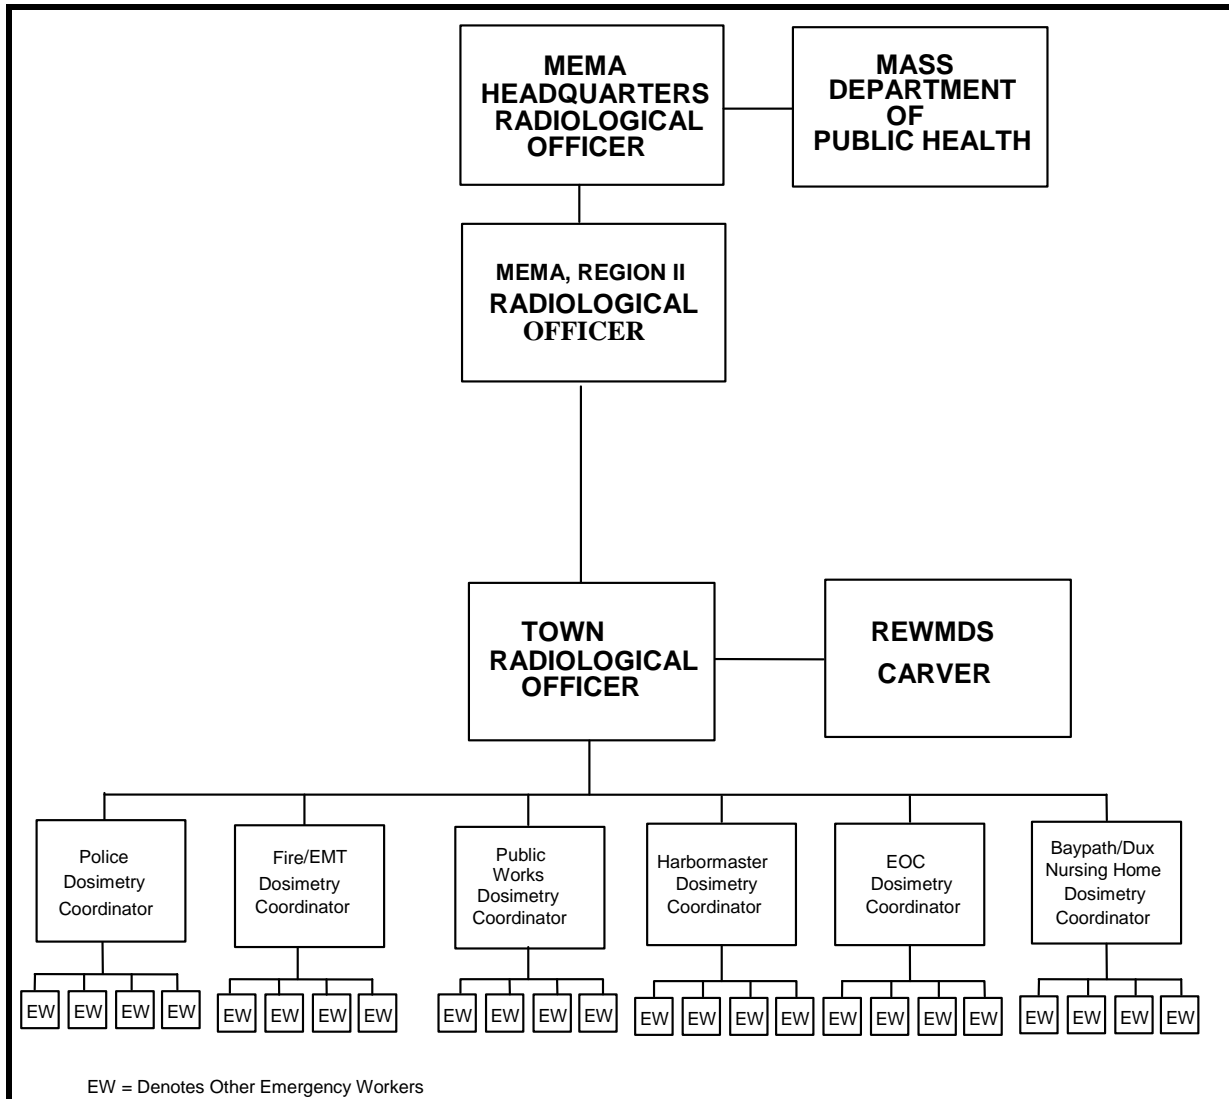 MEMA
HEADQUARTERS
RADIOLOGICAL
OFFICER
MASS
DEPARTMENT
OF
PUBLIC HEALTH
MEMA, REGION II
RADIOLOGICAL
OFFICER
TOWN
RADIOLOGICAL
OFFICER
REWMDS
CARVER
Police
Dosimetry
Coordinator
Fire/EMT
Dosimetry
Coordinator
Public
Works
Dosimetry
Coordinator
Harbormaster
Dosimetry
Coordinator
EOC
Dosimetry
Coordinator
Baypath/Dux
Nursing Home
Dosimetry
Coordinator
EW EW EW EW
EW EW EW EW
EW EW EW EW
EW EW EW EW
EW EW EW EW
EW EW EW EW
EW = Denotes Other Emergency Workers